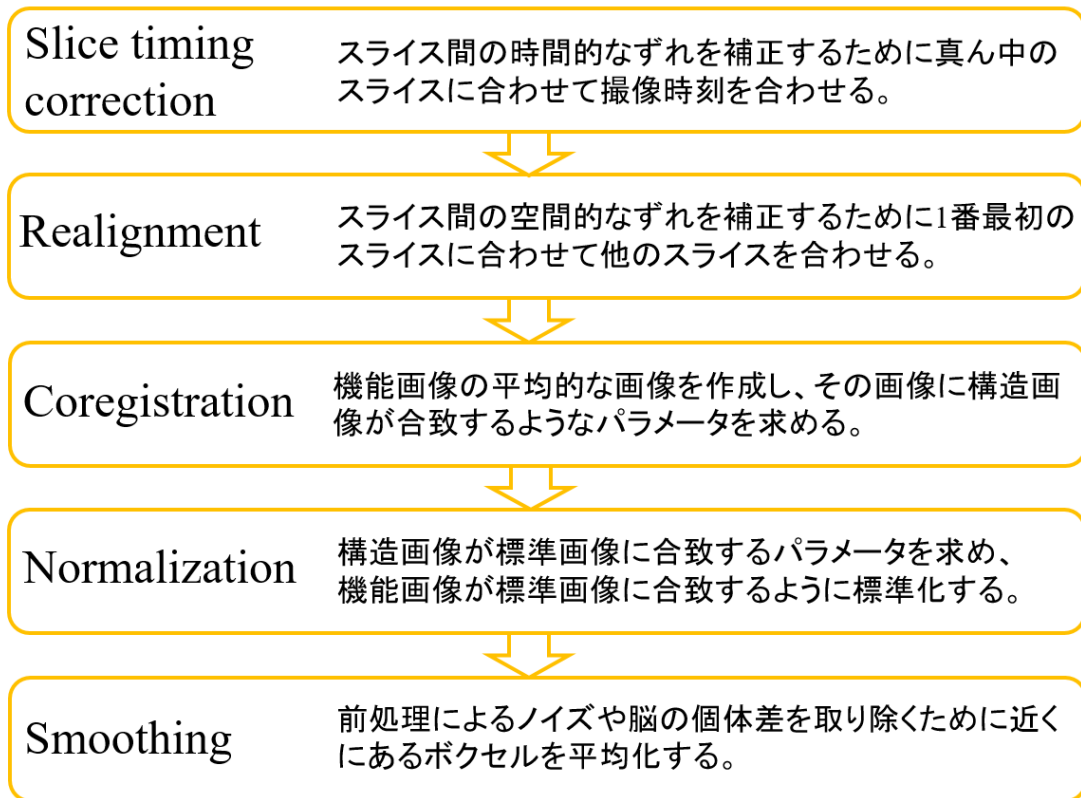 Slice timing
correction
スライス間の時間的なずれを補正するために真ん中の
スライスに合わせて撮像時刻を合わせる。
Realignment
スライス間の空間的なずれを補正するために1番最初の
スライスに合わせて他のスライスを合わせる。
Coregistration
機能画像の平均的な画像を作成し、その画像に構造画
像が合致するようなパラメータを求める。
Normalization
構造画像が標準画像に合致するパラメータを求め、
機能画像が標準画像に合致するように標準化する。
Smoothing
前処理によるノイズや脳の個体差を取り除くために近く
にあるボクセルを平均化する。